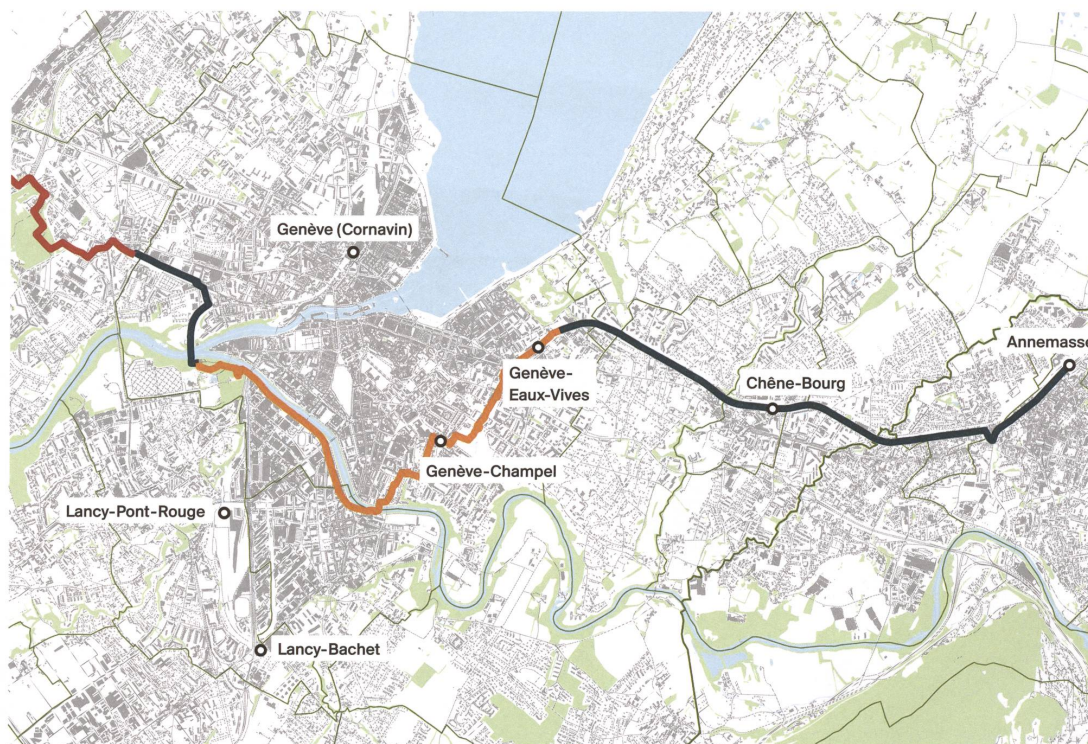 Genève (Cornavin)
Annemasse
Genève-
Eaux-Vives
Chêne-Bourg
Genève-Champel
Lancy-Pont-Rouge
Lancy-Bachet